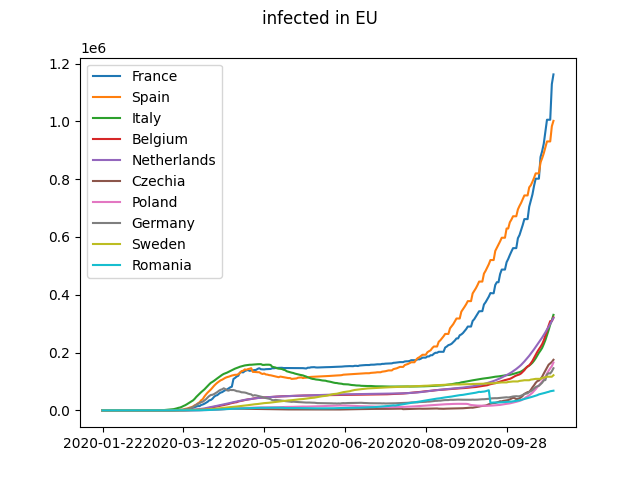 infected in EU
1e6
1.2
1.0
0.8
0.6
0.4
0.2
0.0
France
Spain
Italy
Belgium
Netherlands
Czechia
Poland
Germany
Sweden
Romania
2020-01-22 2020-03-12 2020-05-01 2020-06-20 2020-08-09 2020-09-28